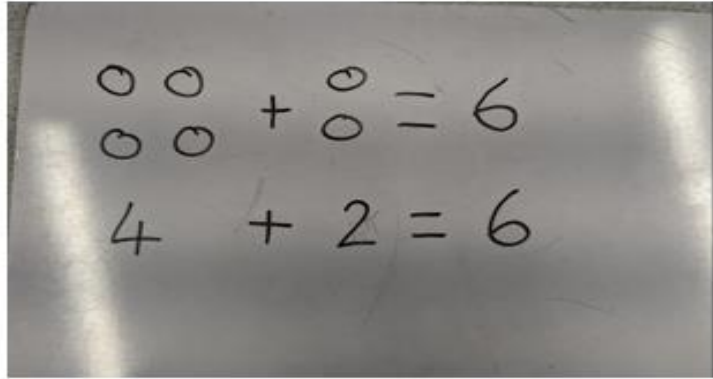 ○ ○ + ○ = 6
○ ○ ○
4 + 2 = 6